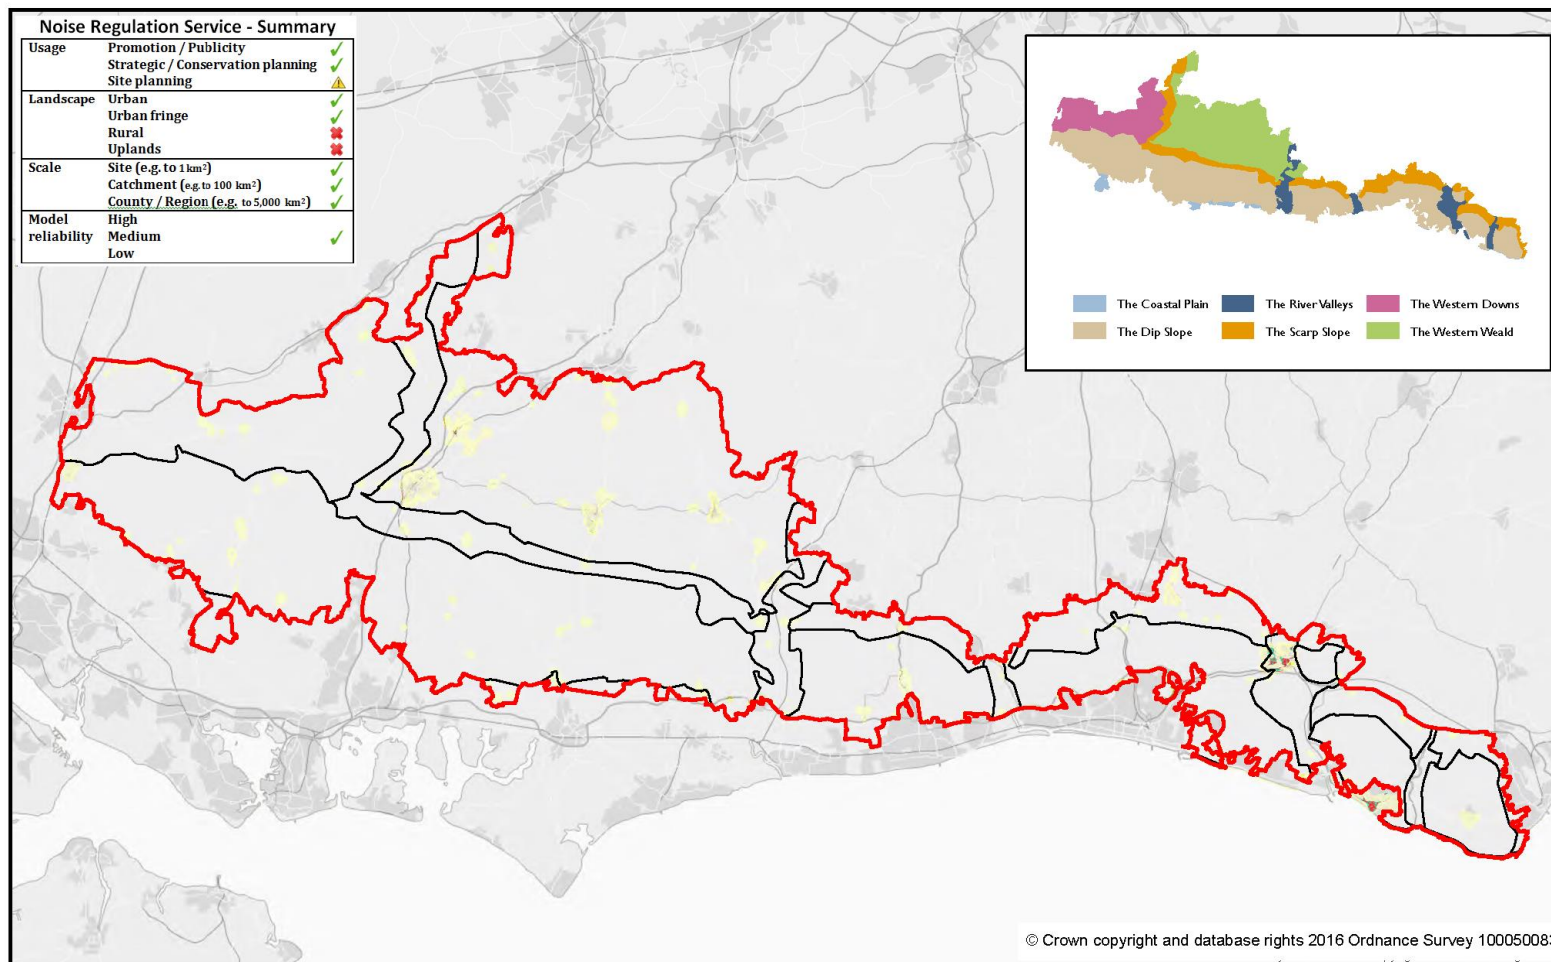 Noise Regulation Service - Summary
Usage Promotion / Publicity ✓
Strategic / Conservation planning ✓
Site planning ⚠
Landscape Urban ✓
Urban fringe ✓
Rural ✖
Uplands ✖
Scale Site (e.g. to 1 km²) ✓
Catchment (e.g. to 100 km²) ✓
County / Region (e.g. to 5,000 km²) ✓
Model High
reliability Medium ✓
Low
The Coastal Plain The River Valleys The Western Downs
The Dip Slope The Scarp Slope The Western Weald
© Crown copyright and database rights 2016 Ordnance Survey 10005008